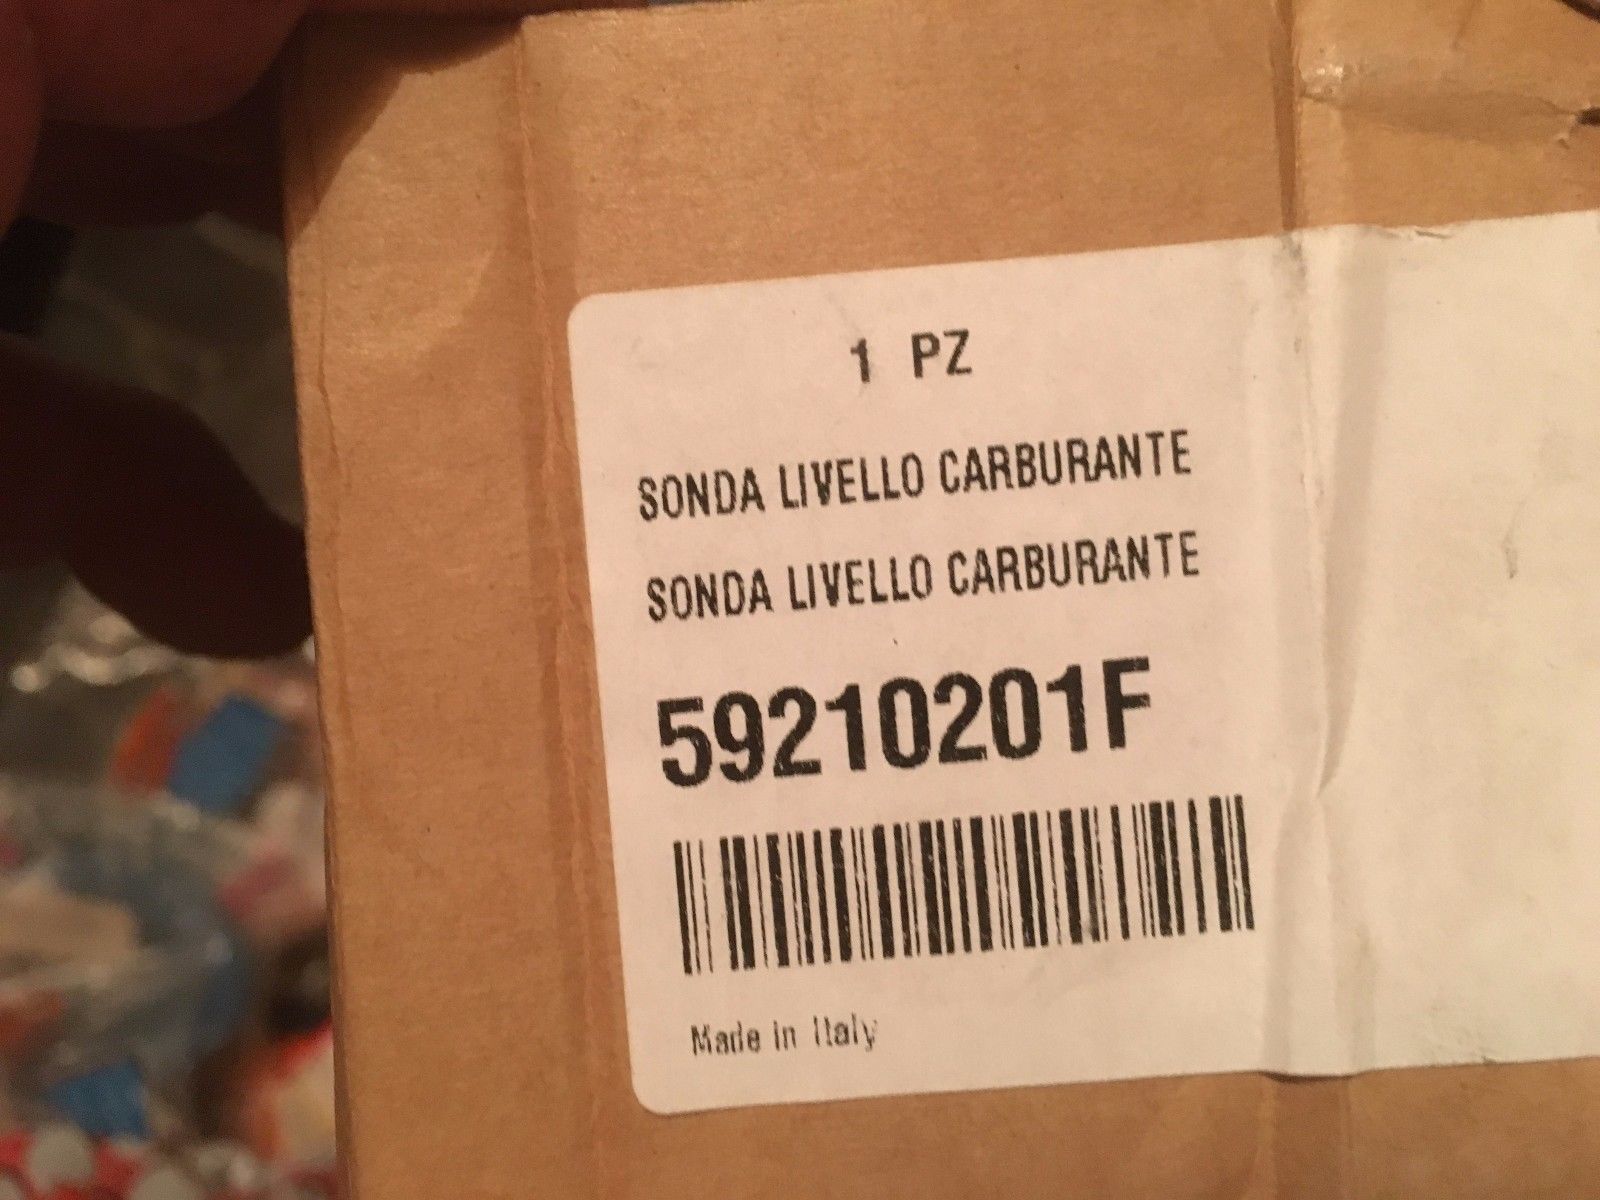 1 PZ
SONDA LIVELLO CARBURANTE
SONDA LIVELLO CARBURANTE
59210201F
Made in Italy